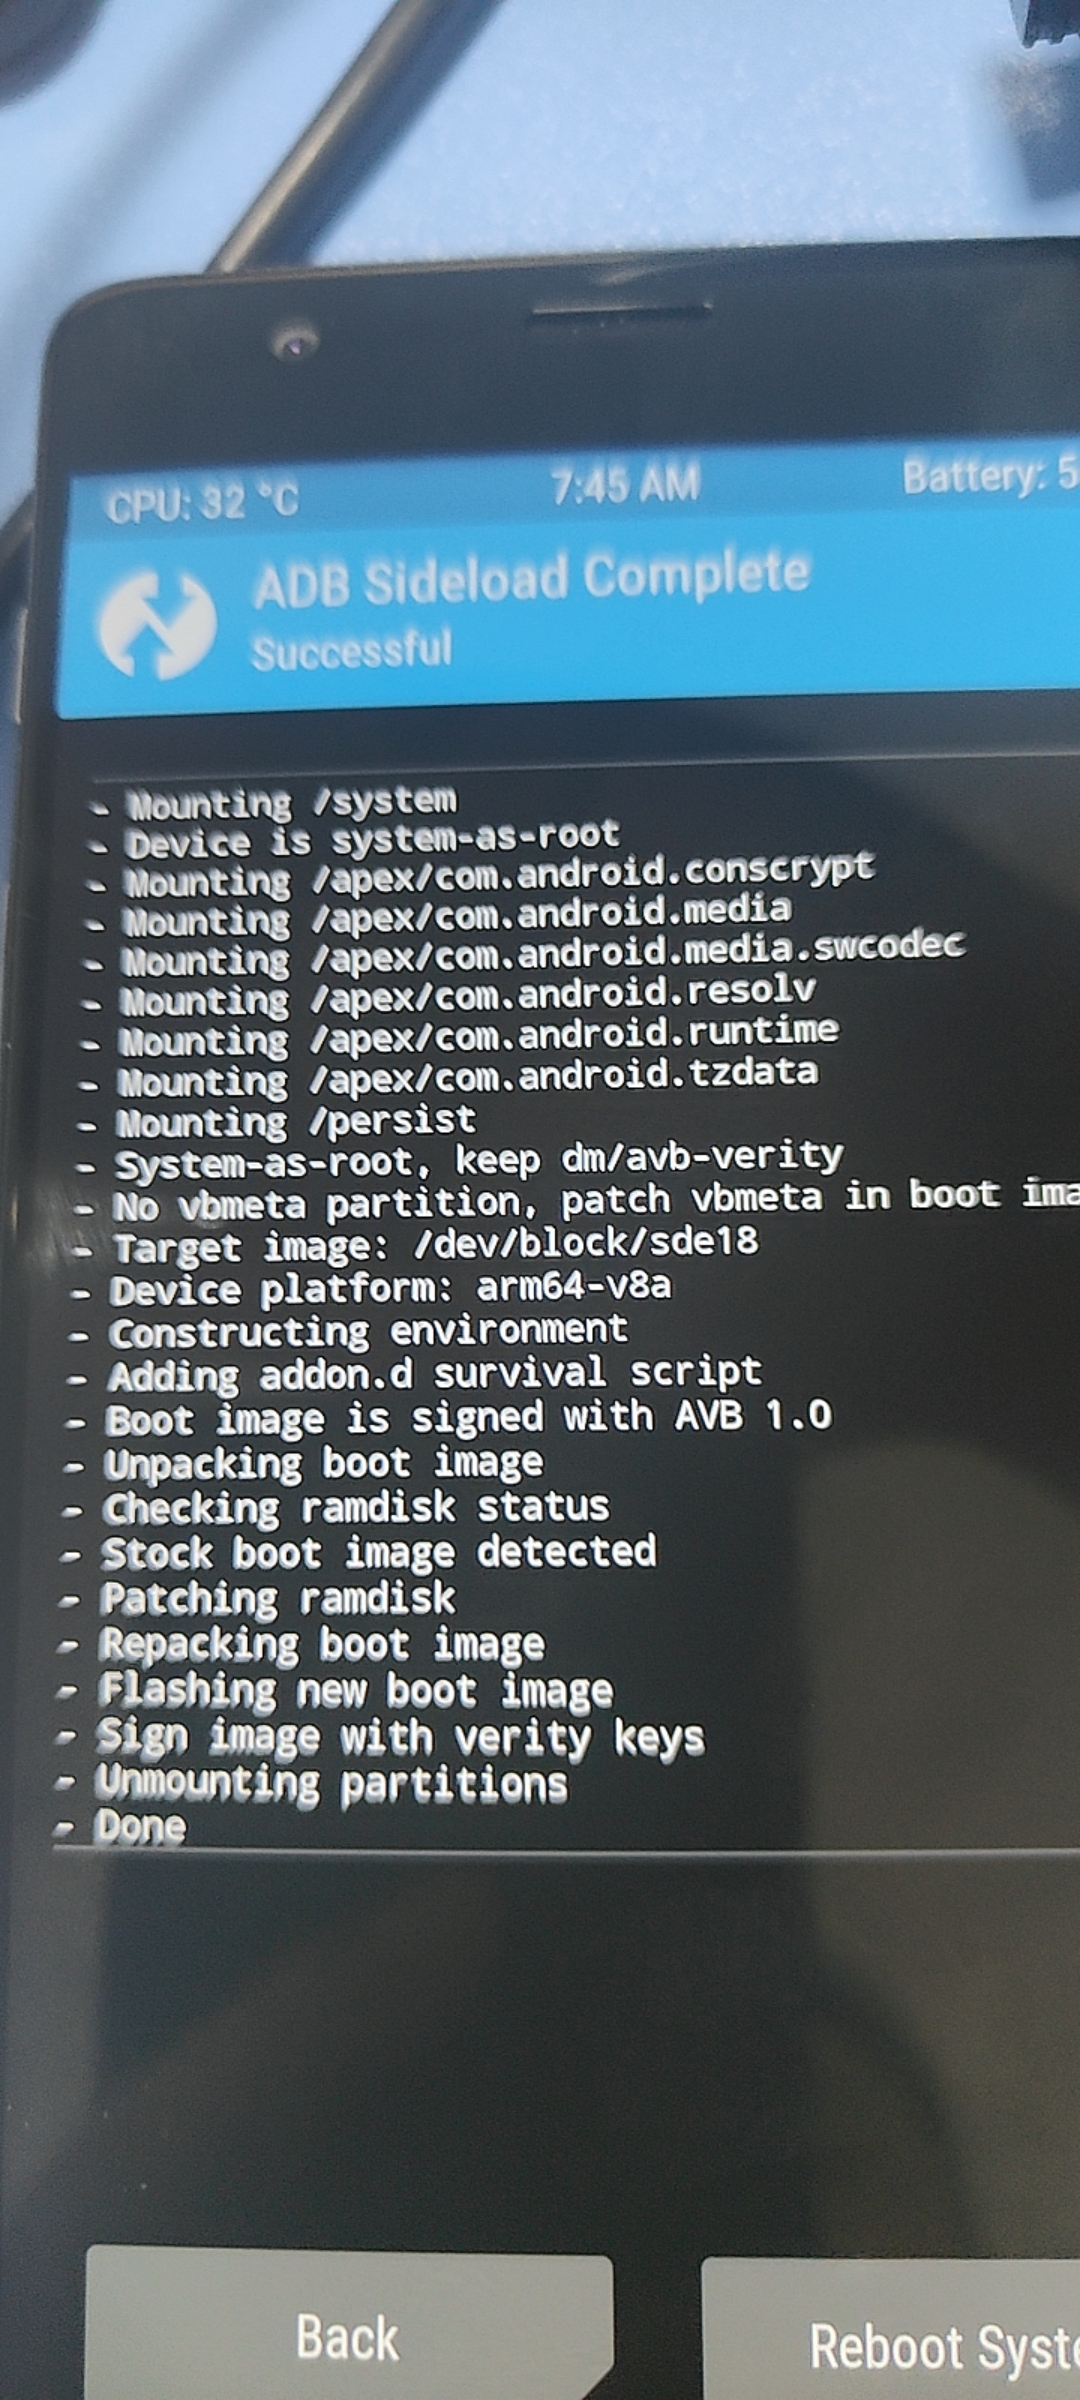 CPU: 32 °C 7:45 AM Battery: 5
ADB Sideload Complete
Successful
- Mounting /system
- Device is system-as-root
- Mounting /apex/com.android.conscrypt
- Mounting /apex/com.android.media
- Mounting /apex/com.android.media.swcodec
- Mounting /apex/com.android.resolv
- Mounting /apex/com.android.runtime
- Mounting /apex/com.android.tzdata
- Mounting /persist
- System-as-root, keep dm/avb-verity
- No vbmeta partition, patch vbmeta in boot ima
- Target image: /dev/block/sde18
- Device platform: arm64-v8a
- Constructing environment
- Adding addon.d survival script
- Boot image is signed with AVB 1.0
- Unpacking boot image
- Checking ramdisk status
- Stock boot image detected
- Patching ramdisk
- Repacking boot image
- Flashing new boot image
- Sign image with verity keys
- Unmounting partitions
- Done
Back Reboot Syste